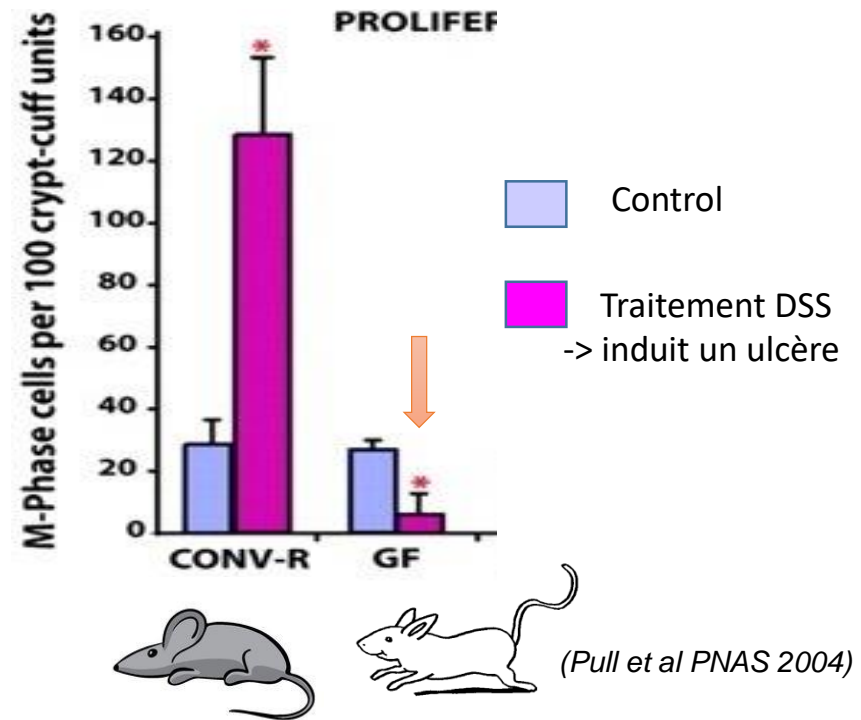 PROLIFER
M-Phase cells per 100 crypt-cuff units
160
140
120
100
80
60
40
20
0
*
*
CONV-R GF
Control
Traitement DSS
-> induit un ulcère
(Pull et al PNAS 2004)